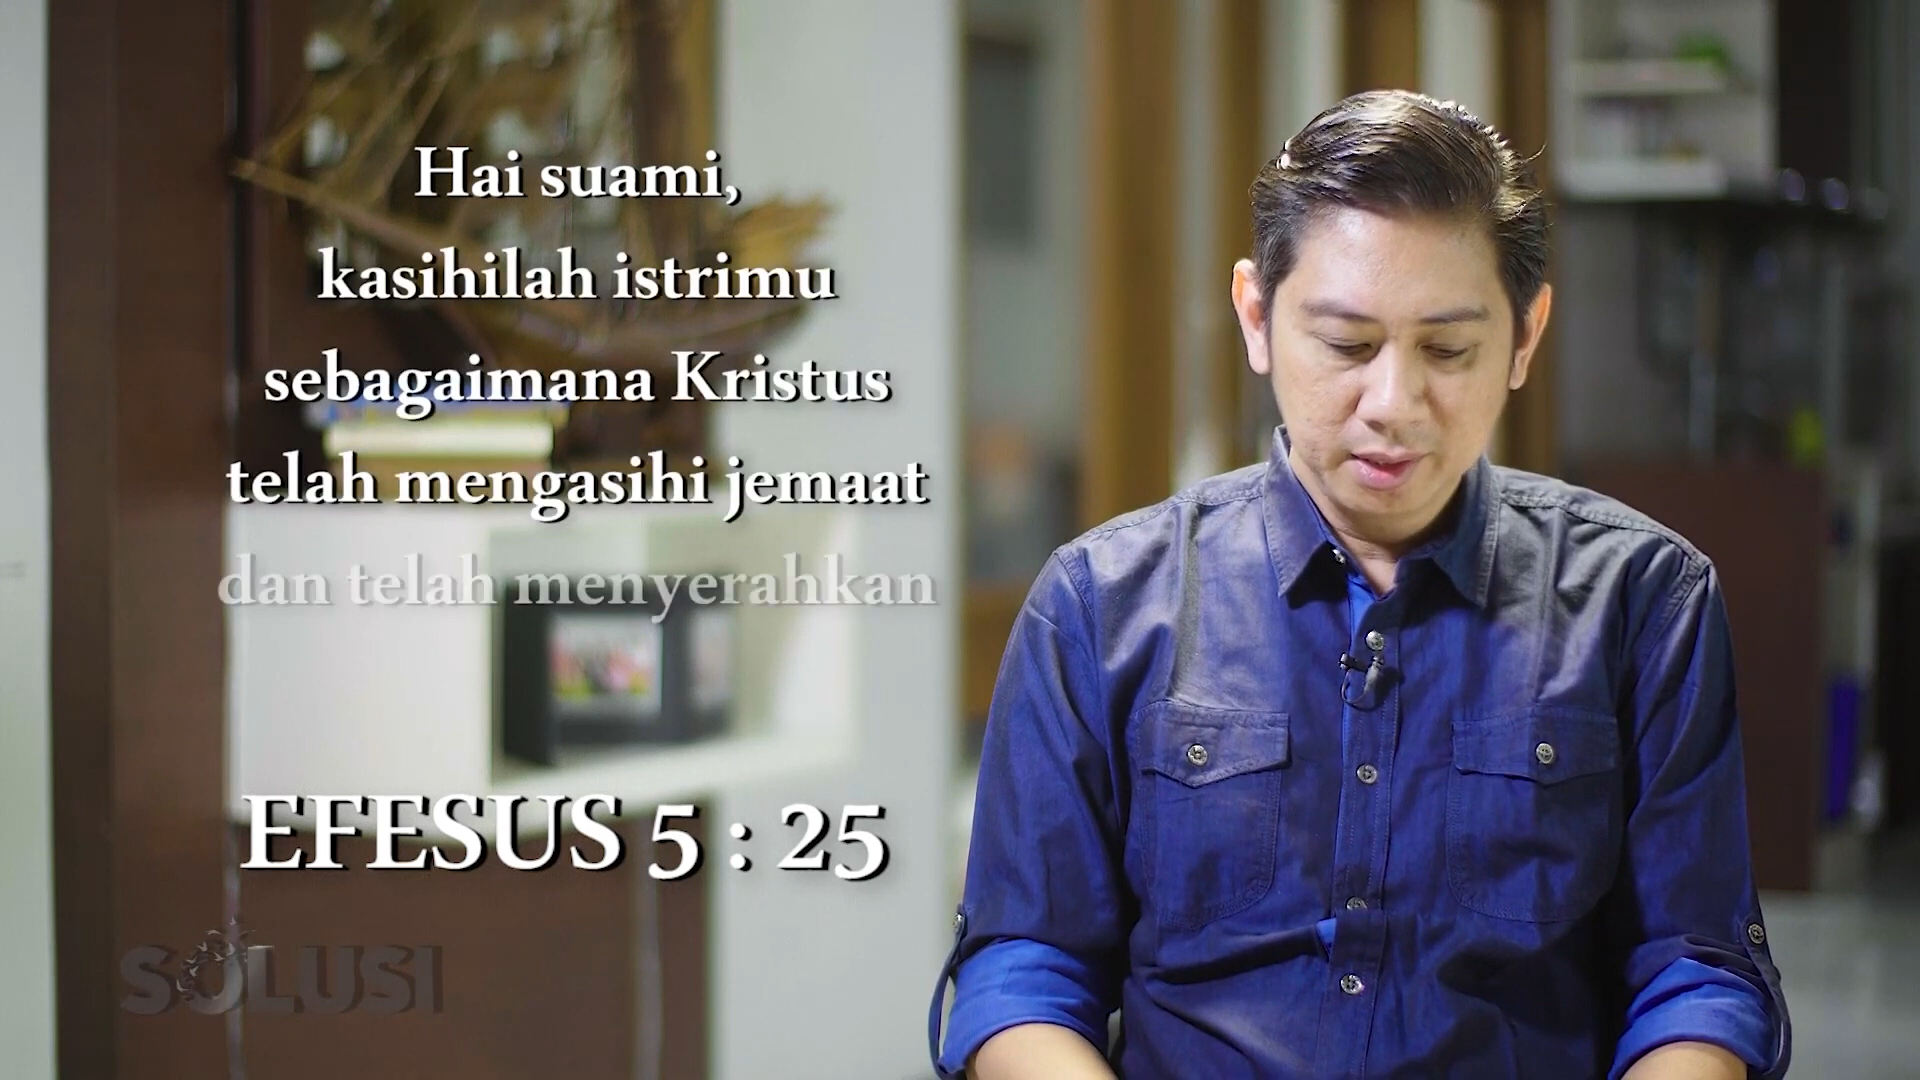 Hai suami,
kasihilah istrimu
sebagaimana Kristus
telah mengasihi jemaat
dan telah menyerahkan
EFESUS 5 : 25
SOLUSI